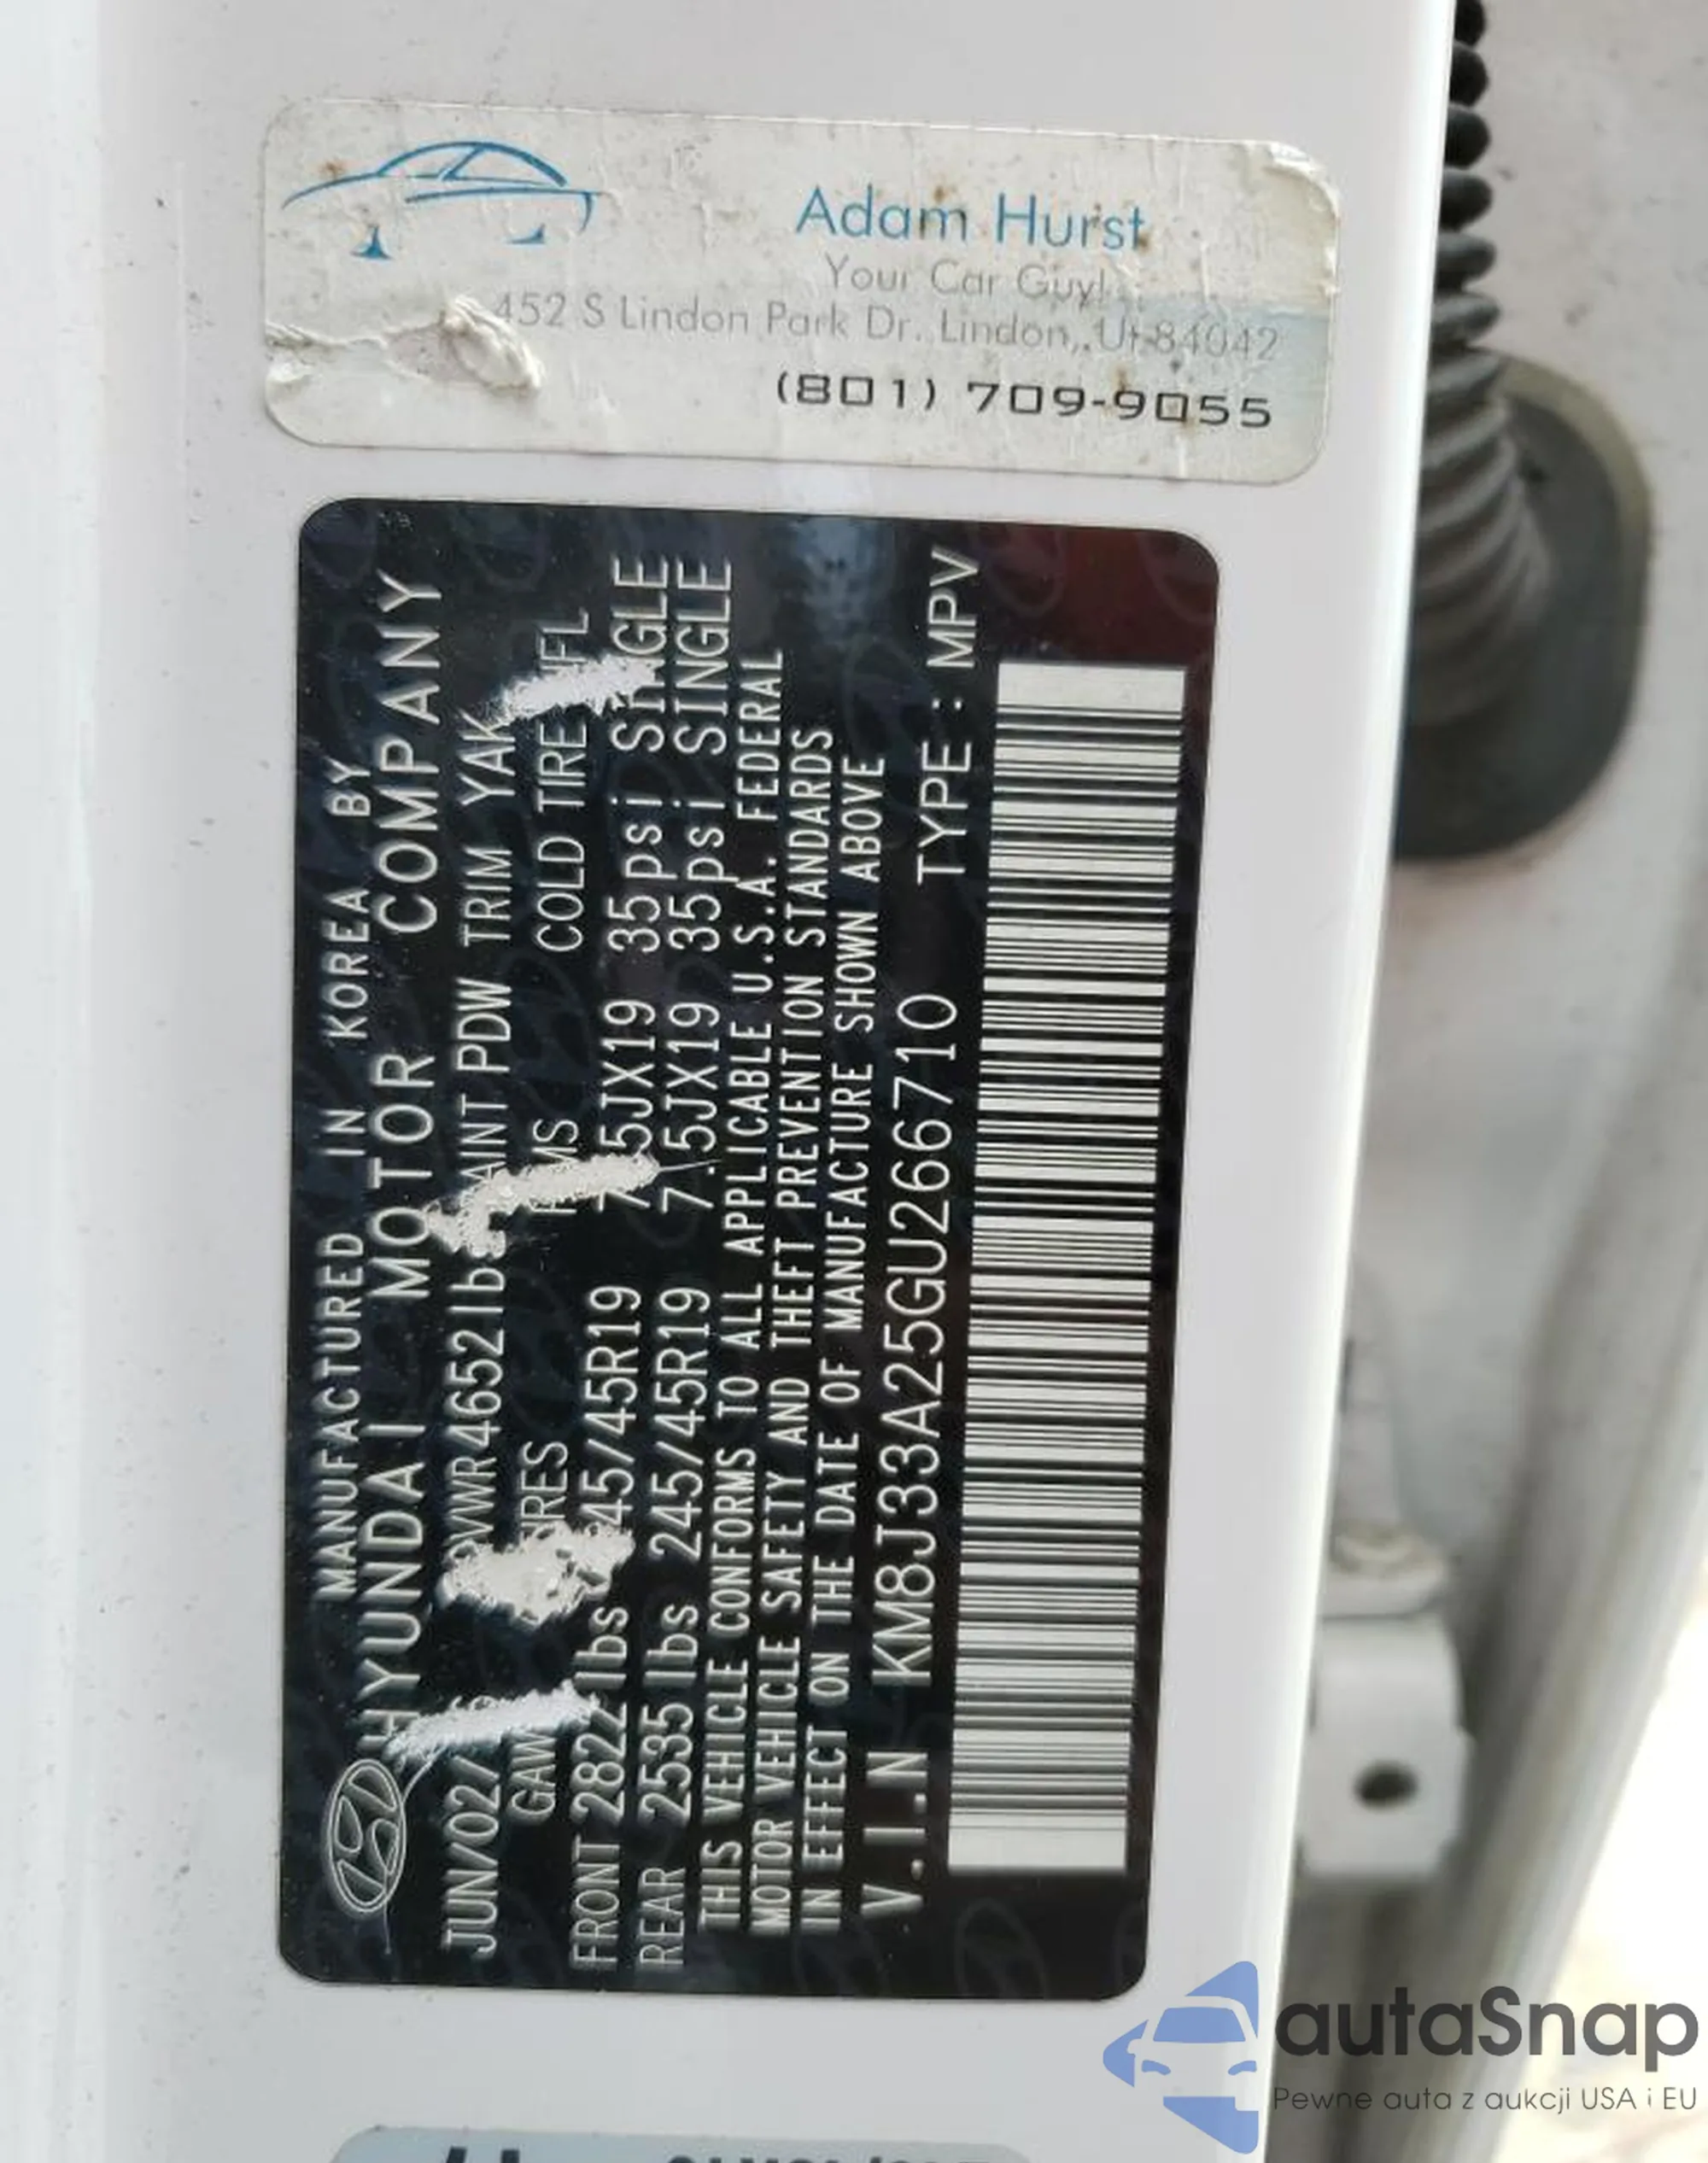 Adam Hurst
Your Car Guy!
452 S Lindon Park Dr. Lindon, Ut 84042
(801) 709-9055
MANUFACTURED IN KOREA BY
HYUNDAI MOTOR COMPANY
JUN/02/ GVWR 4652lbs PAINT PDW TRIM YAK
GAWR TIRES RIMS COLD TIRE INFL
FRONT 2822lbs 245/45R19 7.5JX19 35psi SINGLE
REAR 2535lbs 245/45R19 7.5JX19 35psi SINGLE
THIS VEHICLE CONFORMS TO ALL APPLICABLE U.S.A. FEDERAL
MOTOR VEHICLE SAFETY AND THEFT PREVENTION STANDARDS
IN EFFECT ON THE DATE OF MANUFACTURE SHOWN ABOVE
V.I.N KM8J33A25GU266710 TYPE : MPV
autaSnap
Pewne auta z aukcji USA i EU